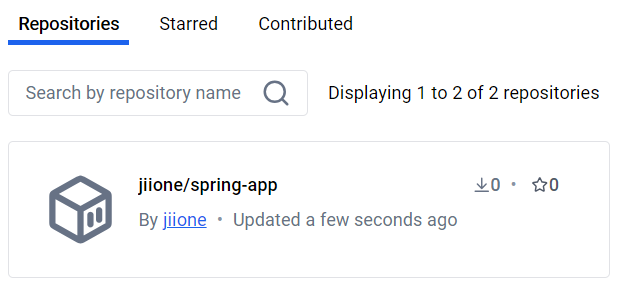 Repositories Starred Contributed
Search by repository name Displaying 1 to 2 of 2 repositories
jiione/spring-app 0 • 0
By jiione • Updated a few seconds ago